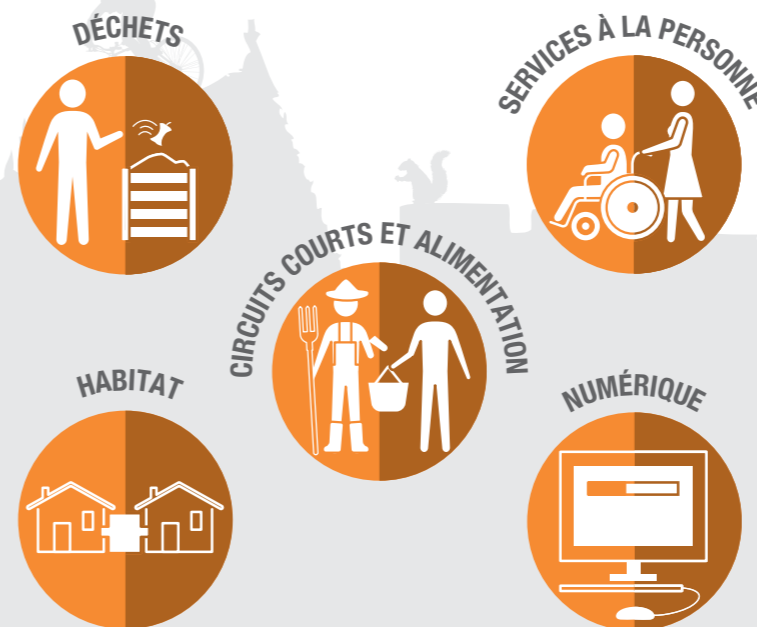 DÉCHETS
SERVICES À LA PERSONNE
CIRCUITS COURTS ET ALIMENTATION
HABITAT
NUMÉRIQUE